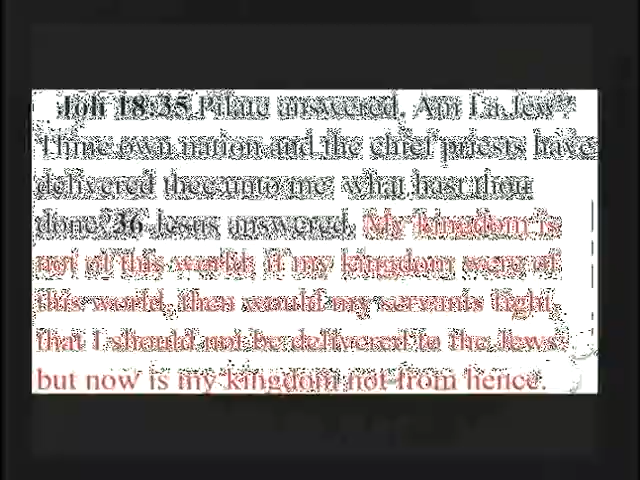 Joh 18:35 Pilate answered, Am I a Jew?
Thine own nation and the chief priests have
delivered thee unto me: what hast thou
done? 36 Jesus answered, My kingdom is
not of this world: if my kingdom were of
this world, then would my servants fight,
that I should not be delivered to the Jews:
but now is my kingdom not from hence.